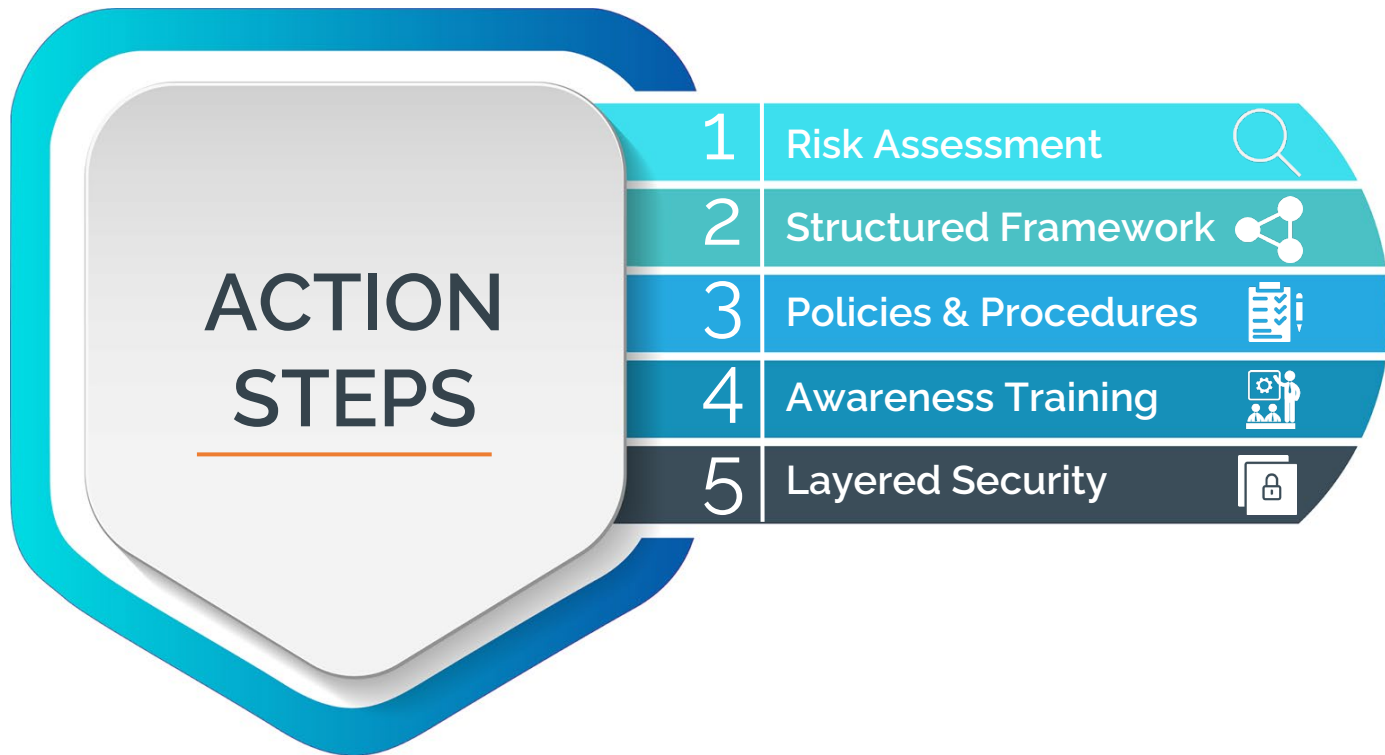 ACTION
STEPS
1 Risk Assessment
2 Structured Framework
3 Policies & Procedures
4 Awareness Training
5 Layered Security